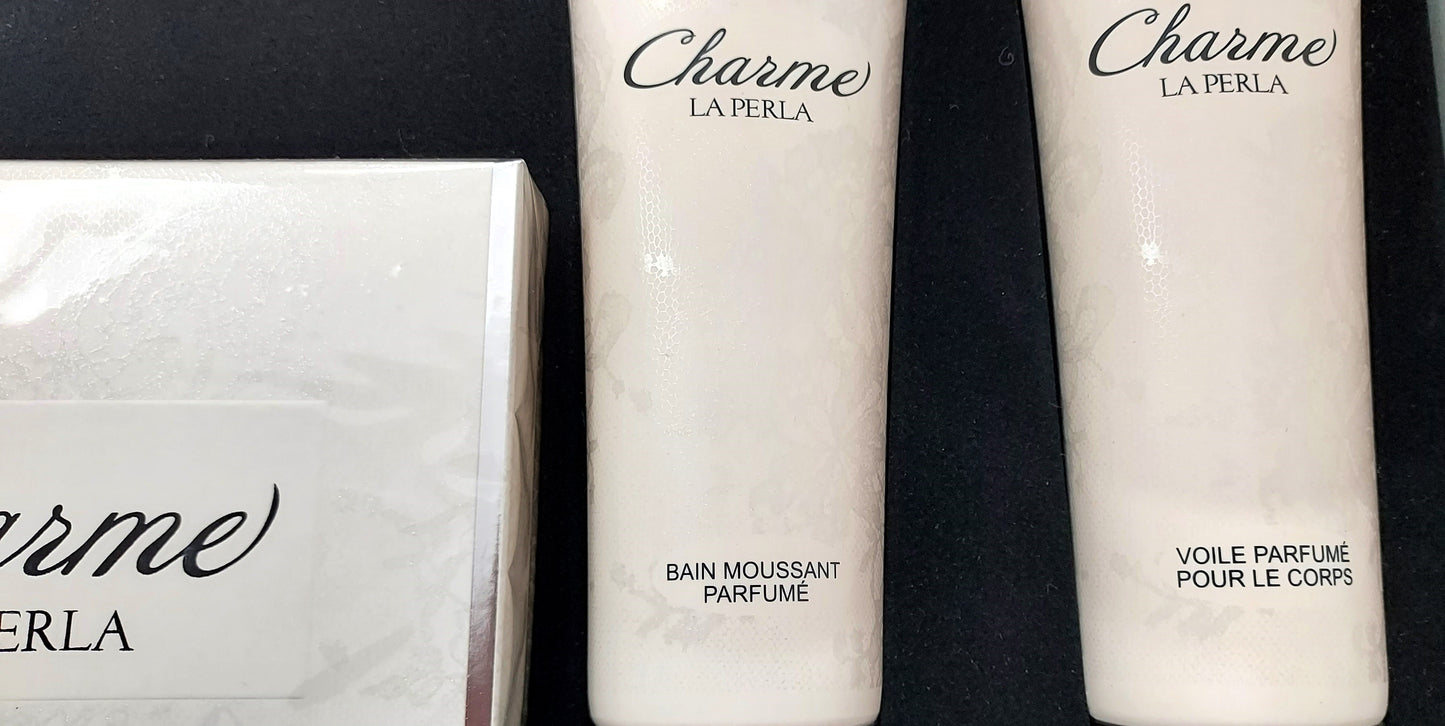 Charme
LA PERLA
BAIN MOUSSANT
PARFUMÉ
Charme
LA PERLA
VOILE PARFUMÉ
POUR LE CORPS
arme
ERLA